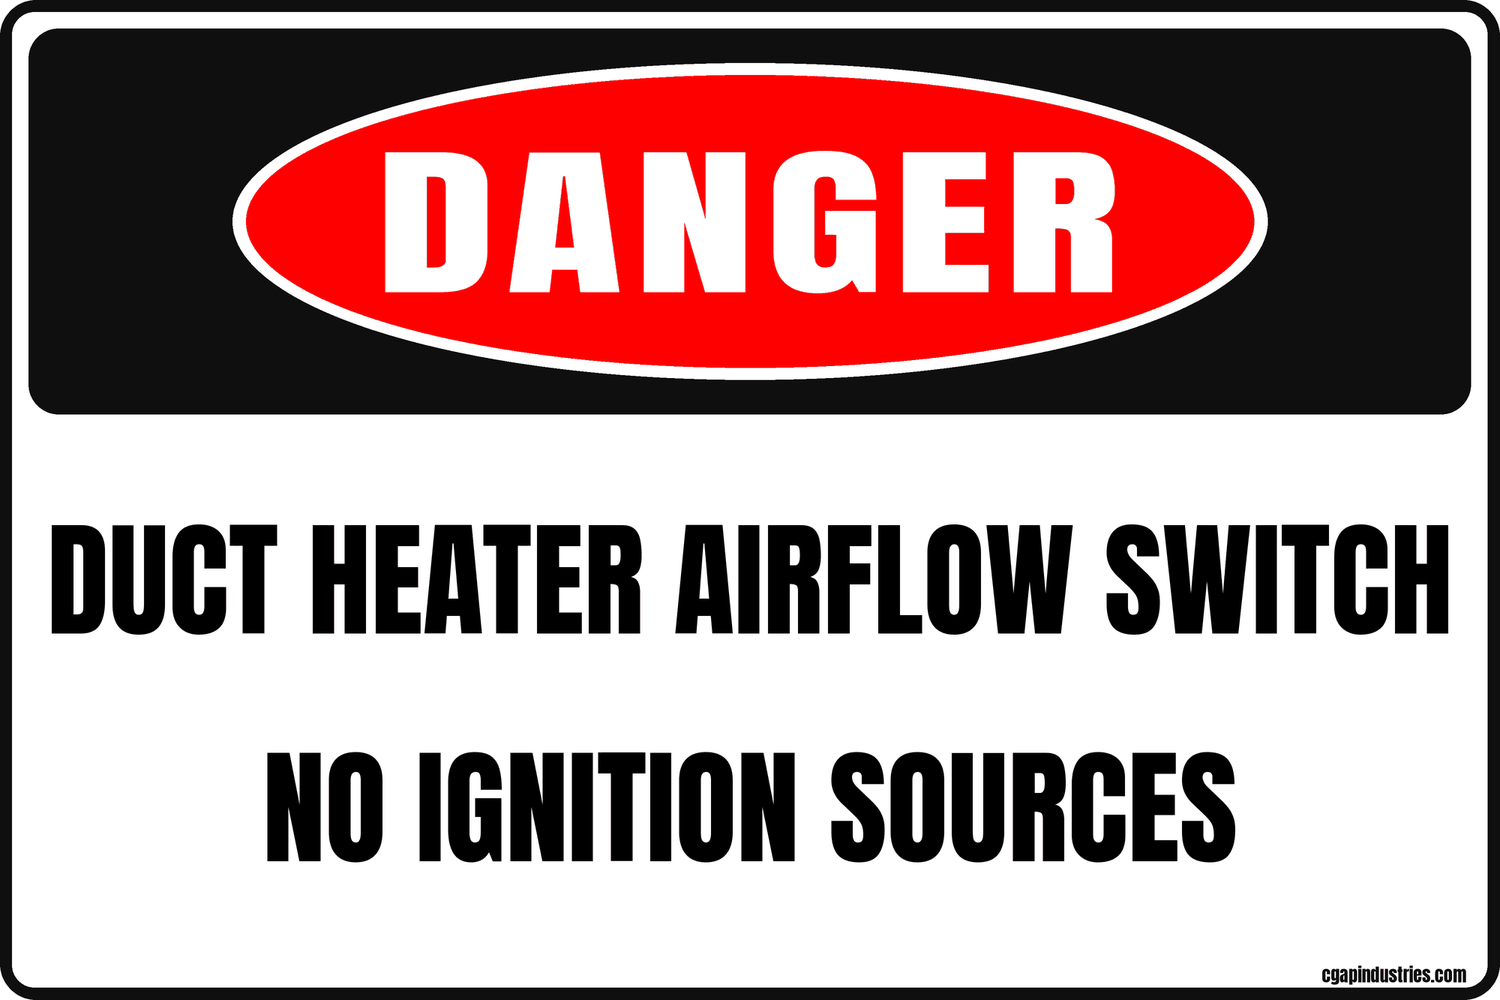 DANGER
DUCT HEATER AIRFLOW SWITCH
NO IGNITION SOURCES
cgapindustries.com